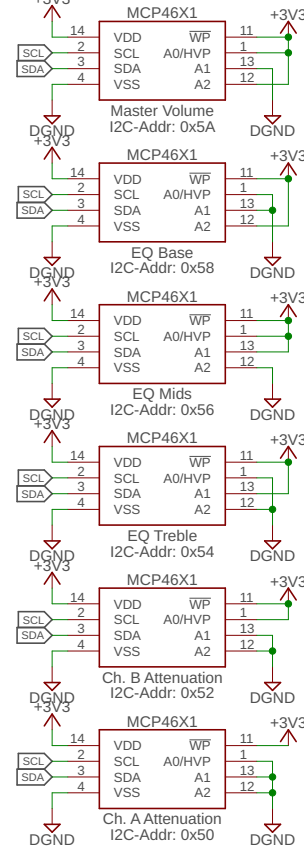 +3V3
MCP46X1
+3V3
14 VDD WP 11
SCL 2 SCL A0/HVP 1
SDA 3 SDA A1 13
4 VSS A2 12
Master Volume
DGND I2C-Addr: 0x5A
+3V3
MCP46X1
+3V3
14 VDD WP 11
SCL 2 SCL A0/HVP 1
SDA 3 SDA A1 13
4 VSS A2 12
EQ Base
DGND I2C-Addr: 0x58 DGND
+3V3
MCP46X1
+3V3
14 VDD WP 11
SCL 2 SCL A0/HVP 1
SDA 3 SDA A1 13
4 VSS A2 12
EQ Mids
DGND I2C-Addr: 0x56 DGND
+3V3
MCP46X1
+3V3
14 VDD WP 11
SCL 2 SCL A0/HVP 1
SDA 3 SDA A1 13
4 VSS A2 12
EQ Treble
DGND I2C-Addr: 0x54 DGND
+3V3
MCP46X1
+3V3
14 VDD WP 11
SCL 2 SCL A0/HVP 1
SDA 3 SDA A1 13
4 VSS A2 12
Ch. B Attenuation
DGND I2C-Addr: 0x52 DGND
+3V3
MCP46X1
+3V3
14 VDD WP 11
SCL 2 SCL A0/HVP 1
SDA 3 SDA A1 13
4 VSS A2 12
Ch. A Attenuation
DGND I2C-Addr: 0x50 DGND